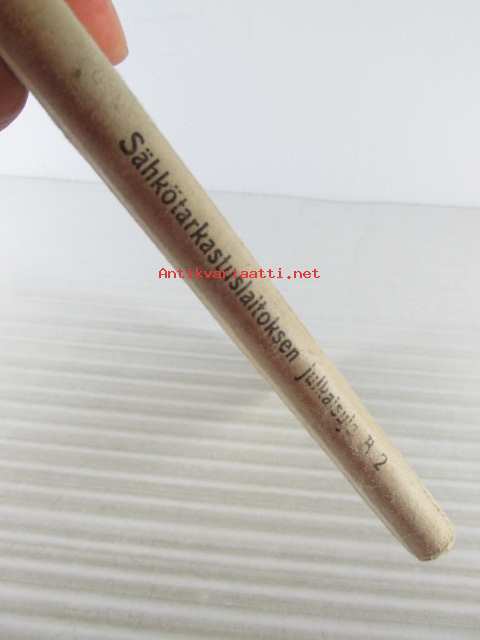 Sähkötarkastuslaitoksen julkaisuja A 2
Antikvariaatti.net